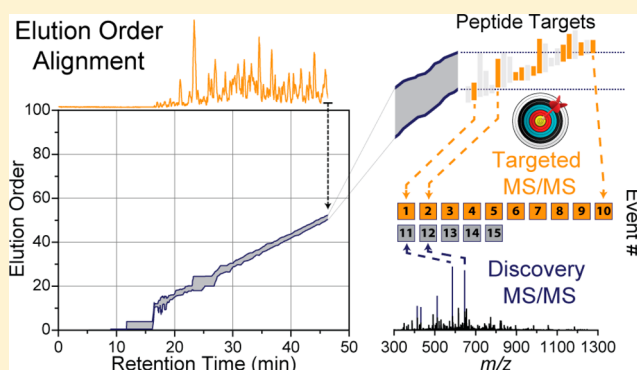 Elution Order
Alignment
100
80
60
40
20
0
Elution Order
0 10 20 30 40 50
Retention Time (min)
Peptide Targets
Targeted
MS/MS
1 2 3 4 5 6 7 8 9 10
11 12 13 14 15
Event #
Discovery
MS/MS
300 500 700 900 1100 1300
m/z